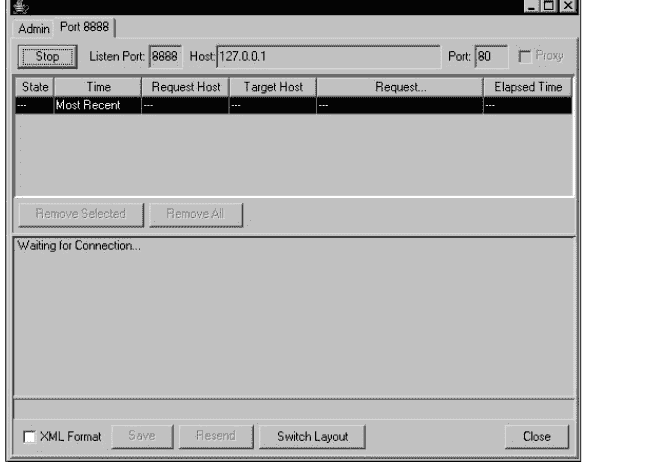 Admin Port 8888
Stop Listen Port: 8888 Host: 127.0.0.1 Port: 80 Proxy
State Time Request Host Target Host Request... Elapsed Time
--- Most Recent --- --- --- ---
Remove Selected Remove All
Waiting for Connection...
XML Format Save Resend Switch Layout Close